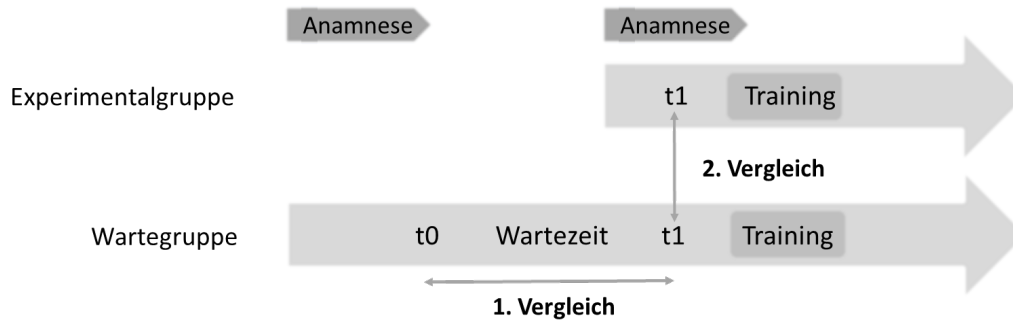 Anamnese Anamnese
Experimentalgruppe t1 Training
2. Vergleich
Wartegruppe t0 Wartezeit t1 Training
1. Vergleich